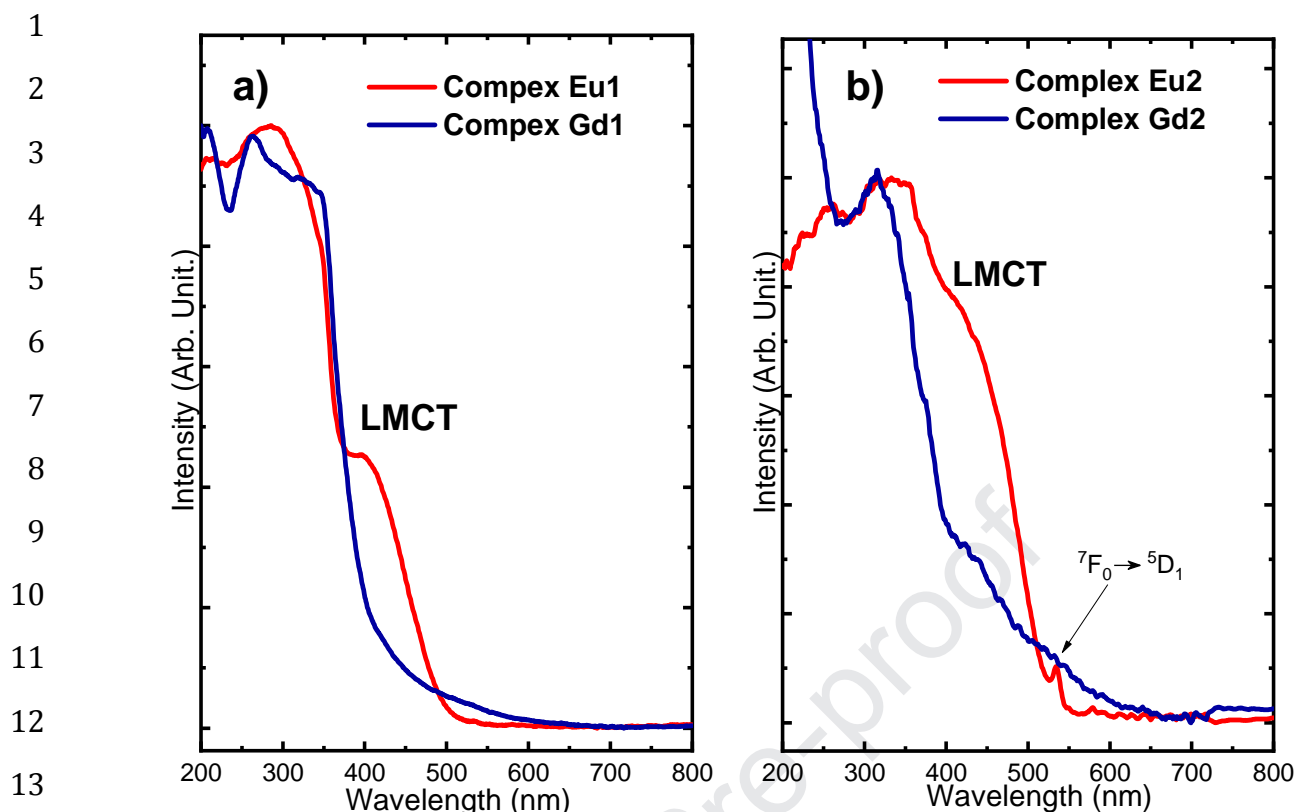 1
2
3
4
5
6
7
8
9
10
11
12
13
a)
Compex Eu1
Compex Gd1
LMCT
Intensity (Arb. Unit.)
200 300 400 500 600 700 800
Wavelength (nm)
b)
Complex Eu2
Complex Gd2
LMCT
⁷F₀→ ⁵D₁
Intensity (Arb. Unit.)
200 300 400 500 600 700 800
Wavelength (nm)
re-proof